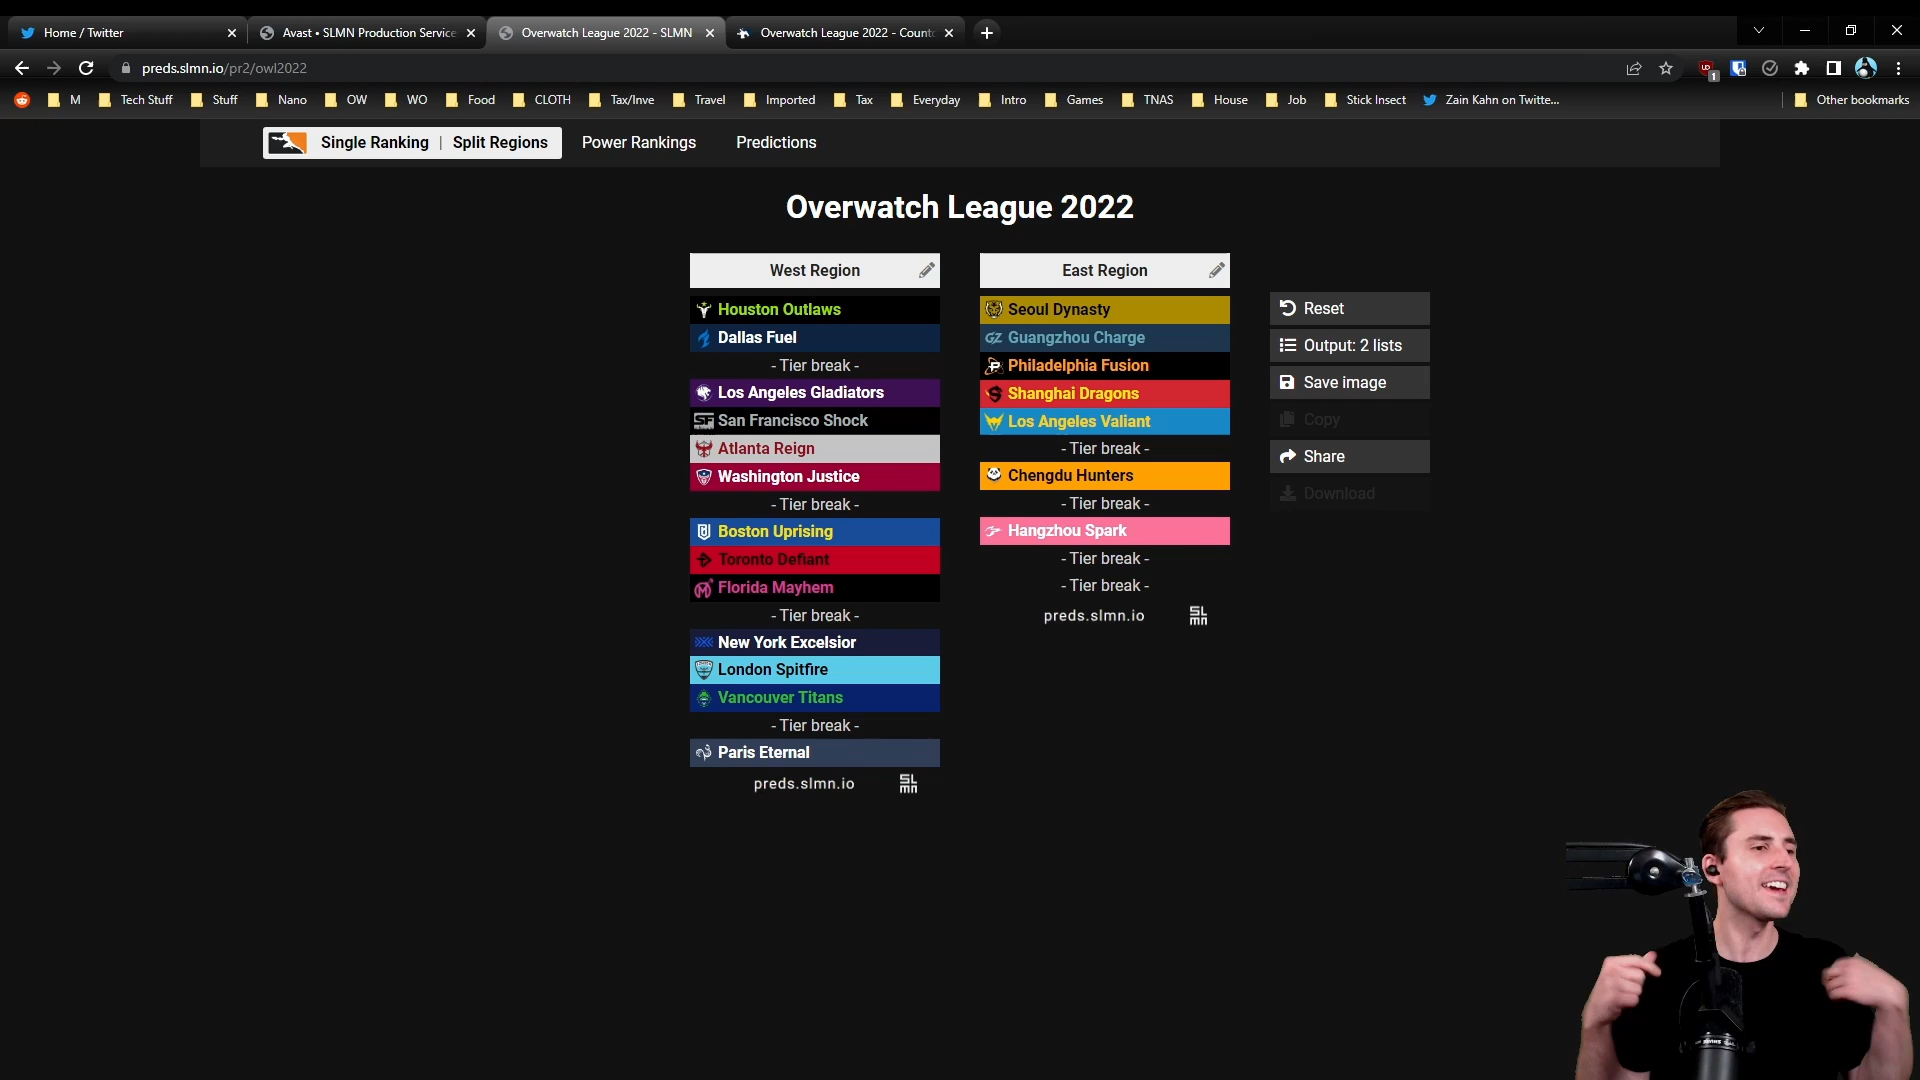 Home / Twitter
Avast • SLMN Production Service
Overwatch League 2022 - SLMN
Overwatch League 2022 - Count
preds.slmn.io/pr2/owl2022
M Tech Stuff Stuff Nano OW WO Food CLOTH Tax/Inve Travel Imported Tax Everyday Intro Games TNAS House Job Stick Insect Zain Kahn on Twitte... Other bookmarks
Single Ranking | Split Regions Power Rankings Predictions
Overwatch League 2022
West Region
Houston Outlaws
Dallas Fuel
- Tier break -
Los Angeles Gladiators
San Francisco Shock
Atlanta Reign
Washington Justice
- Tier break -
Boston Uprising
Toronto Defiant
Florida Mayhem
- Tier break -
New York Excelsior
London Spitfire
Vancouver Titans
- Tier break -
Paris Eternal
preds.slmn.io SLMN
East Region
Seoul Dynasty
Guangzhou Charge
Philadelphia Fusion
Shanghai Dragons
Los Angeles Valiant
- Tier break -
Chengdu Hunters
- Tier break -
Hangzhou Spark
- Tier break -
- Tier break -
preds.slmn.io SLMN
Reset
Output: 2 lists
Save image
Copy
Share
Download